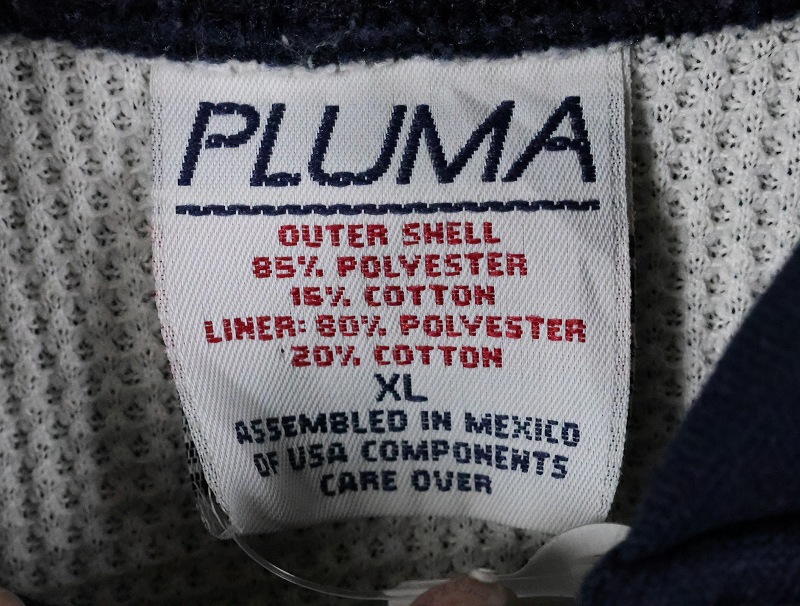 PLUMA
OUTER SHELL
85% POLYESTER
15% COTTON
LINER: 80% POLYESTER
20% COTTON
XL
ASSEMBLED IN MEXICO
OF USA COMPONENTS
CARE OVER